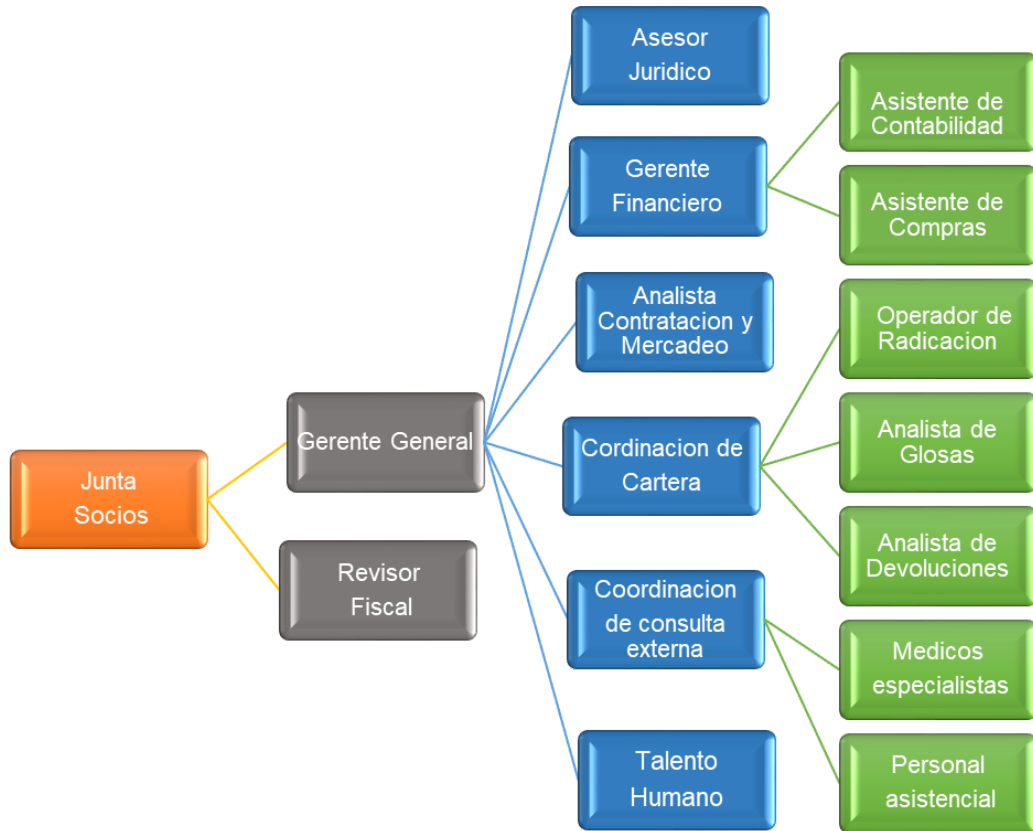 Junta
Socios
Gerente General
Revisor
Fiscal
Asesor
Juridico
Gerente
Financiero
Analista
Contratacion y
Mercadeo
Cordinacion de
Cartera
Coordinacion
de consulta
externa
Talento
Humano
Asistente de
Contabilidad
Asistente de
Compras
Operador de
Radicacion
Analista de
Glosas
Analista de
Devoluciones
Medicos
especialistas
Personal
asistencial